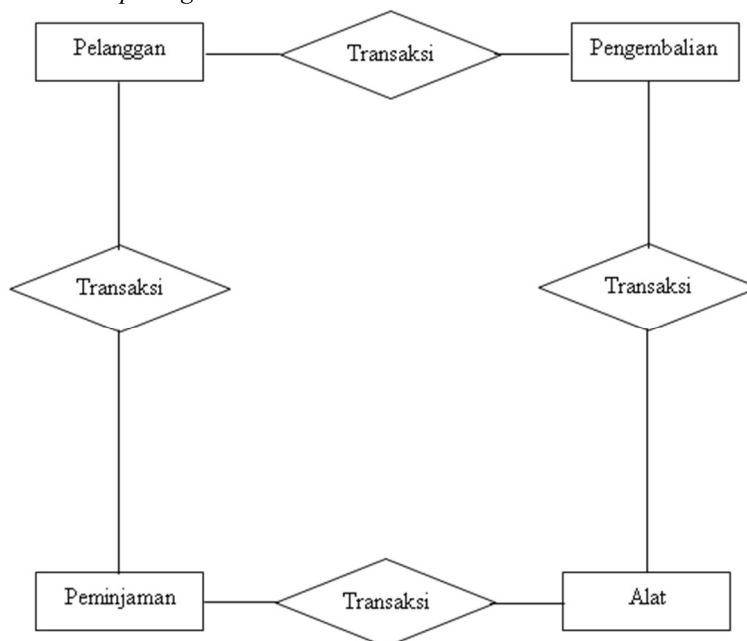 Pelanggan
Transaksi
Pengembalian
Transaksi
Transaksi
Peminjaman
Transaksi
Alat